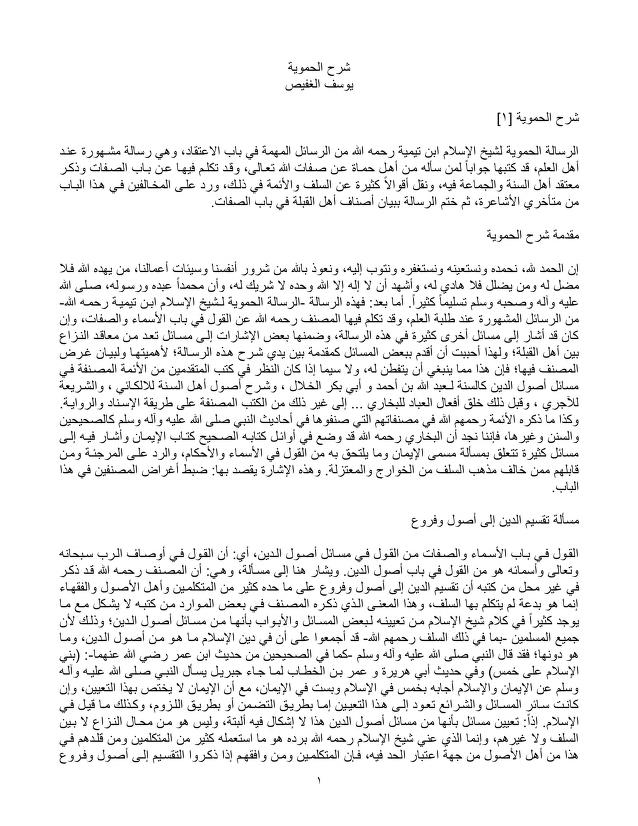 شرح الحموية
يوسف الغفيص
شرح الحموية [١]
الرسالة الحموية لشيخ الإسلام ابن تيمية رحمه الله من الرسائل المهمة في باب الاعتقاد، وهي رسالة مشهورة عند
أهل العلم، قد كتبها جواباً لمن سأله من أهل حماة عن صفات الله تعالى، وقد تكلم فيها عن باب الصفات وذكر
معتقد أهل السنة والجماعة فيه، ونقل أقوالاً كثيرة عن السلف والأئمة في ذلك، ورد على المخالفين في هذا الباب
من متأخري الأشاعرة، ثم ختم الرسالة ببيان أصناف أهل القبلة في باب الصفات.
مقدمة شرح الحموية
إن الحمد لله، نحمده ونستعينه ونستغفره ونتوب إليه، ونعوذ بالله من شرور أنفسنا وسيئات أعمالنا، من يهده الله فلا
مضل له ومن يضلل فلا هادي له، وأشهد أن لا إله إلا الله وحده لا شريك له، وأن محمداً عبده ورسوله، صلى الله
عليه وآله وصحبه وسلم تسليماً كثيراً. أما بعد: فهذه الرسالة -الرسالة الحموية لشيخ الإسلام ابن تيمية رحمه الله-
من الرسائل المشهورة عند طلبة العلم، وقد تكلم فيها المصنف رحمه الله عن القول في باب الأسماء والصفات، وإن
كان قد أشار إلى مسائل أخرى كثيرة في هذه الرسالة، وضمنها بعض الإشارات إلى مسائل تعد من معاقد النزاع
بين أهل القبلة؛ ولهذا أحببت أن أقدم ببعض المسائل كمقدمة بين يدي شرح هذه الرسالة؛ لأهميتها ولبيان غرض
المصنف فيها؛ فإن هذا مما ينبغي أن يتفطن له، ولا سيما إذا كان النظر في كتب المتقدمين من الأئمة المصنفة في
مسائل أصول الدين كالسنة لعبد الله بن أحمد و أبي بكر الخلال ، وشرح أصول أهل السنة للالكائي ، والشريعة
للآجري ، وقبل ذلك خلق أفعال العباد للبخاري ... إلى غير ذلك من الكتب المصنفة على طريقة الإسناد والرواية.
وكذا ما ذكره الأئمة رحمهم الله في مصنفاتهم التي صنفوها في أحاديث النبي صلى الله عليه وآله وسلم كالصحيحين
والسنن وغيرها، فإننا نجد أن البخاري رحمه الله قد وضع في أوائل كتابه الصحيح كتاب الإيمان وأشار فيه إلى
مسائل كثيرة تتعلق بمسألة مسمى الإيمان وما يلتحق به من القول في الأسماء والأحكام، والرد على المرجئة ومن
قابلهم ممن خالف مذهب السلف من الخوارج والمعتزلة. وهذه الإشارة يقصد بها: ضبط أغراض المصنفين في هذا
الباب.
مسألة تقسيم الدين إلى أصول وفروع
القول في باب الأسماء والصفات من القول في مسائل أصول الدين، أي: أن القول في أوصاف الرب سبحانه
وتعالى وأسمائه هو من القول في باب أصول الدين. ويشار هنا إلى مسألة، وهي: أن المصنف رحمه الله قد ذكر
في غير محل من كتبه أن تقسيم الدين إلى أصول وفروع على ما حده كثير من المتكلمين وأهل الأصول والفقهاء
إنما هو بدعة لم يتكلم بها السلف، وهذا المعنى الذي ذكره المصنف في بعض الموارد من كتبه لا يشكل مع ما
يوجد كثيراً في كلام شيخ الإسلام من تعيينه لبعض المسائل والأبواب بأنها من مسائل أصول الدين؛ وذلك لأن
جميع المسلمين -بما في ذلك السلف رحمهم الله- قد أجمعوا على أن في دين الإسلام ما هو من أصول الدين، وما
هو دونها؛ فقد قال النبي صلى الله عليه وآله وسلم -كما في الصحيحين من حديث ابن عمر رضي الله عنهما-: (بني
الإسلام على خمس) وفي حديث أبي هريرة و عمر بن الخطاب لما جاء جبريل يسأل النبي صلى الله عليه وآله
وسلم عن الإيمان والإسلام أجابه بخمس في الإسلام وبست في الإيمان، مع أن الإيمان لا يختص بهذا التعيين، وإن
كانت سائر المسائل والشرائع تعود إلى هذا التعيين إما بطريق التضمن أو بطريق اللزوم، وكذلك ما قيل في
الإسلام. إذاً: تعيين مسائل بأنها من مسائل أصول الدين هذا لا إشكال فيه ألبتة، وليس هو من محال النزاع لا بين
السلف ولا غيرهم، وإنما الذي عني شيخ الإسلام رحمه الله برده هو ما استعمله كثير من المتكلمين ومن قلدهم في
هذا من أهل الأصول من جهة اعتبار الحد فيه، فإن المتكلمين ومن وافقهم إذا ذكروا التقسيم إلى أصول وفروع
١